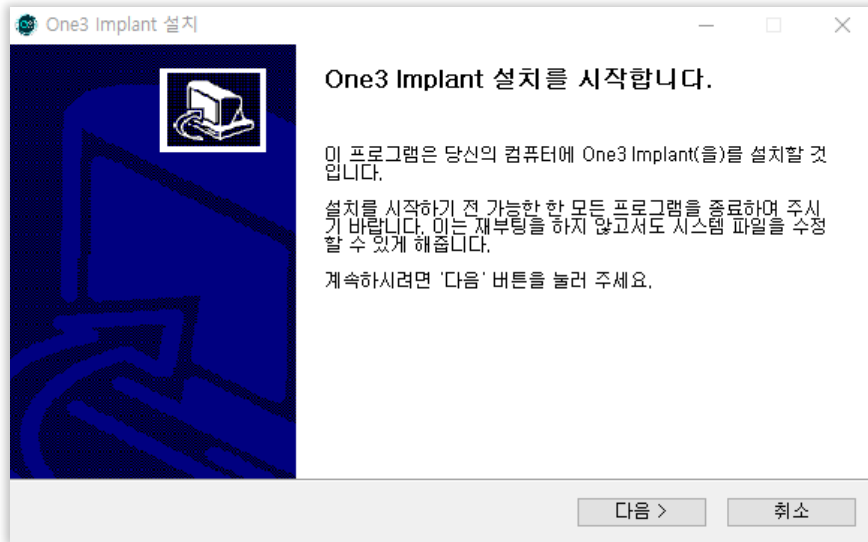 One3 Implant 설치
One3 Implant 설치를 시작합니다.
이 프로그램은 당신의 컴퓨터에 One3 Implant(을)를 설치할 것
입니다.
설치를 시작하기 전 가능한 한 모든 프로그램을 종료하여 주시
기 바랍니다. 이는 재부팅을 하지 않고서도 시스템 파일을 수정
할 수 있게 해줍니다.
계속하시려면 '다음' 버튼을 눌러 주세요.
다음 >
취소